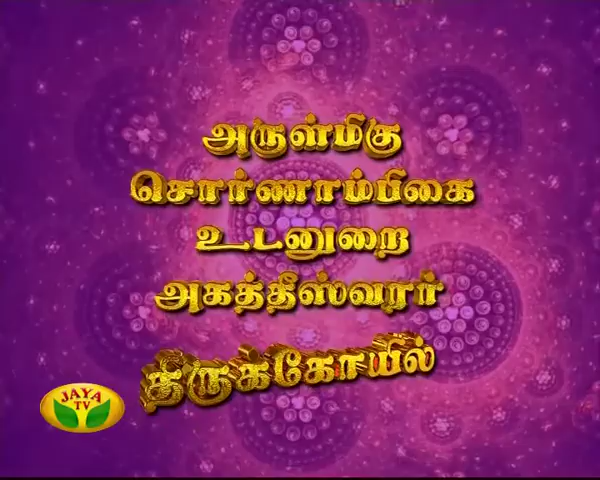 அருள்மிகு
சொர்ணாம்பிகை
உடனுறை
அகத்தீஸ்வரர்
திருக்கோயில்
JAYA
TV